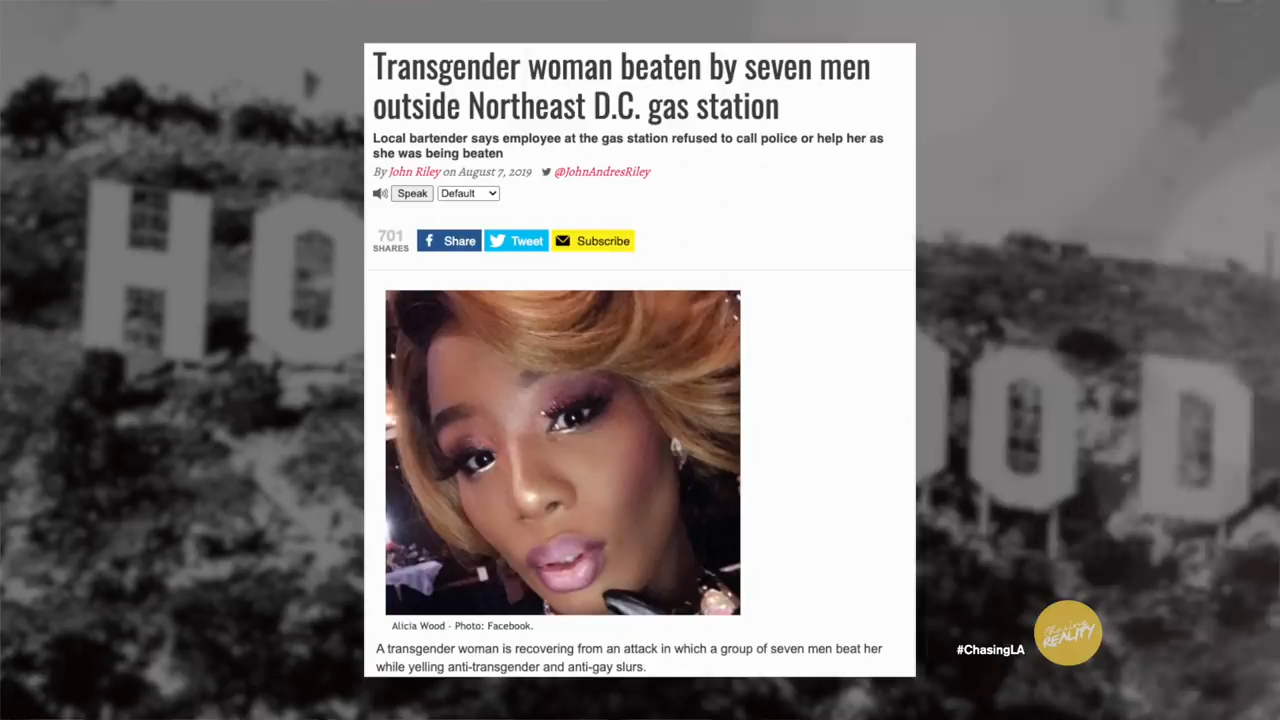 Transgender woman beaten by seven men
outside Northeast D.C. gas station
Local bartender says employee at the gas station refused to call police or help her as
she was being beaten
By John Riley on August 7, 2019 @JohnAndresRiley
Speak Default
701
SHARES
Share Tweet Subscribe
HO OD
Alicia Wood - Photo: Facebook.
A transgender woman is recovering from an attack in which a group of seven men beat her
while yelling anti-transgender and anti-gay slurs.
#ChasingLA
Chasing
REALITY